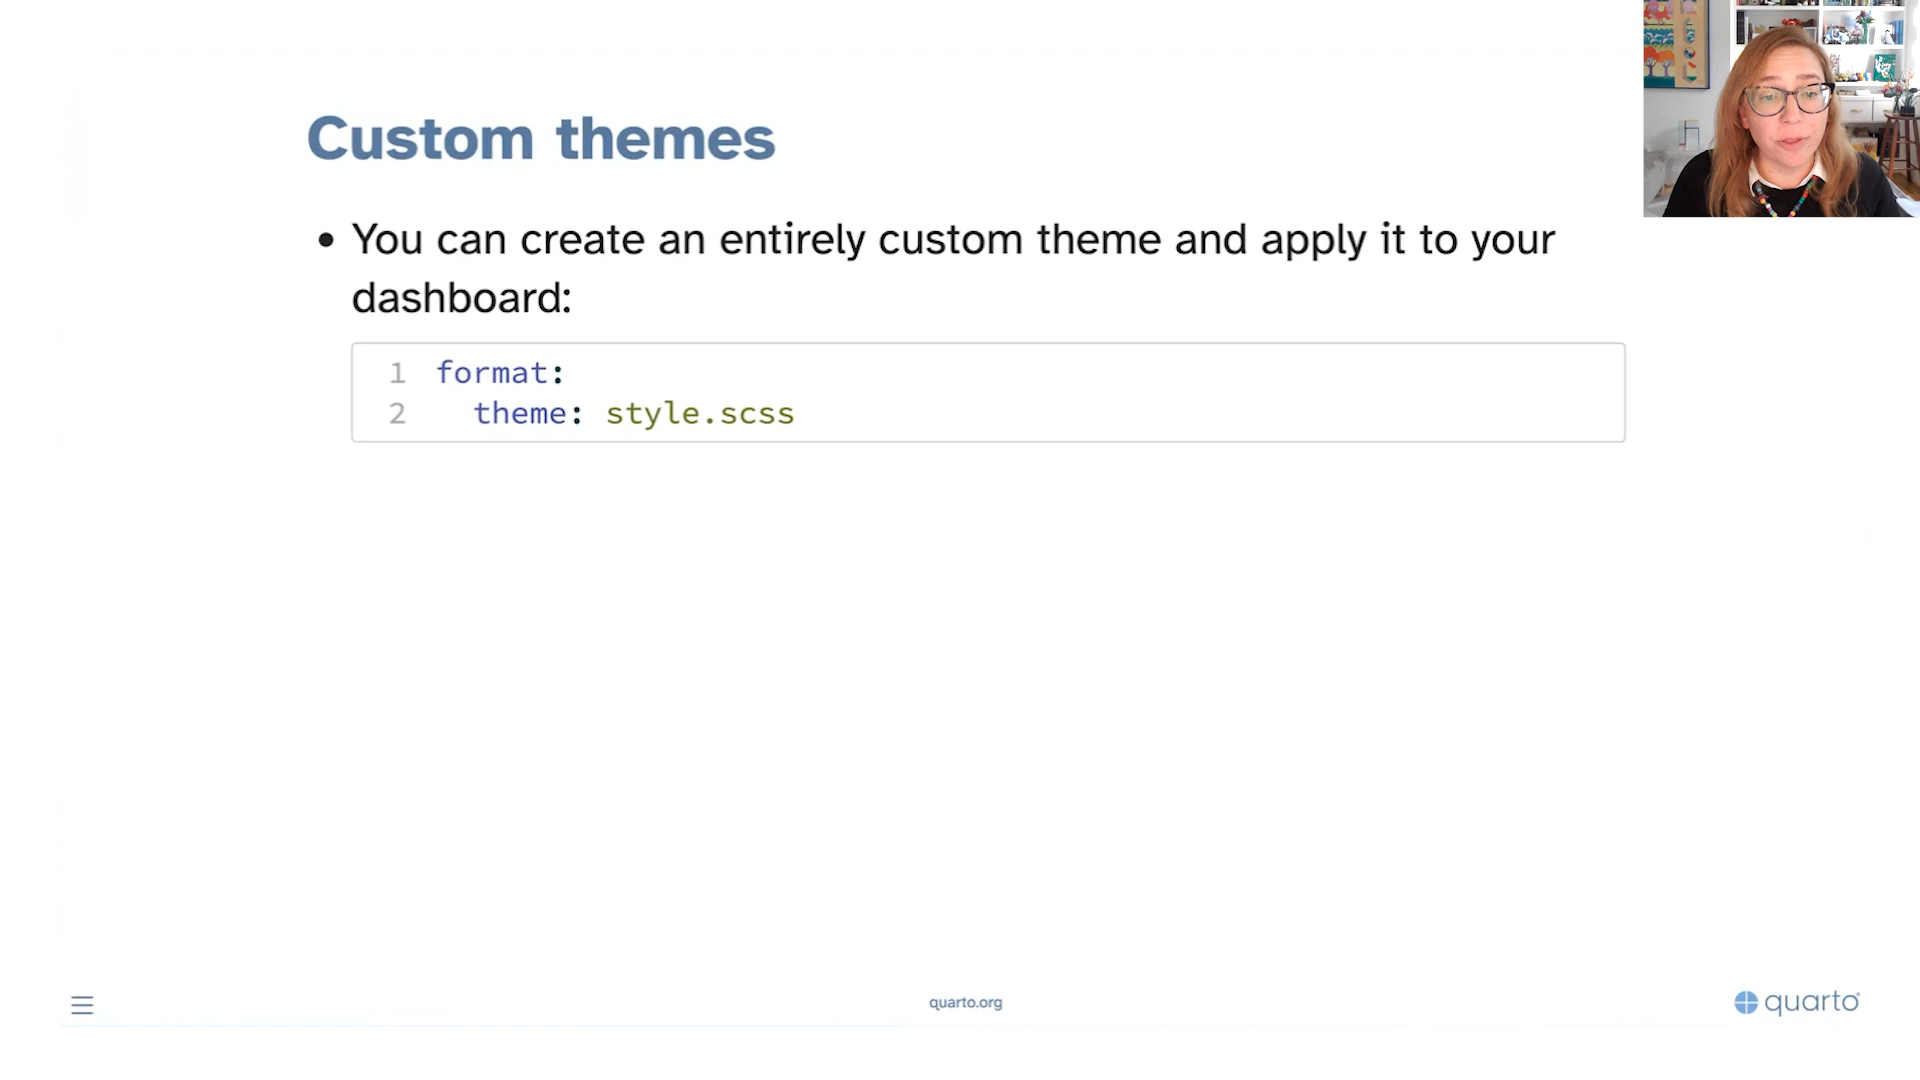 Custom themes
• You can create an entirely custom theme and apply it to your
dashboard:
1 format:
2   theme: style.scss
quarto.org
quarto